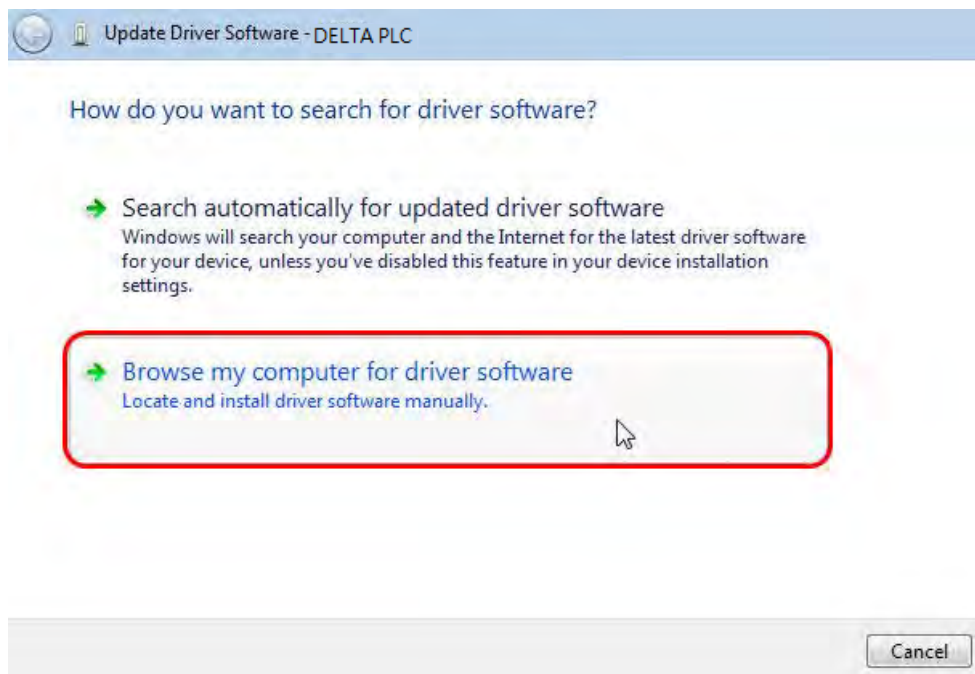 Update Driver Software - DELTA PLC
How do you want to search for driver software?
Search automatically for updated driver software
Windows will search your computer and the Internet for the latest driver software
for your device, unless you've disabled this feature in your device installation
settings.
Browse my computer for driver software
Locate and install driver software manually.
Cancel